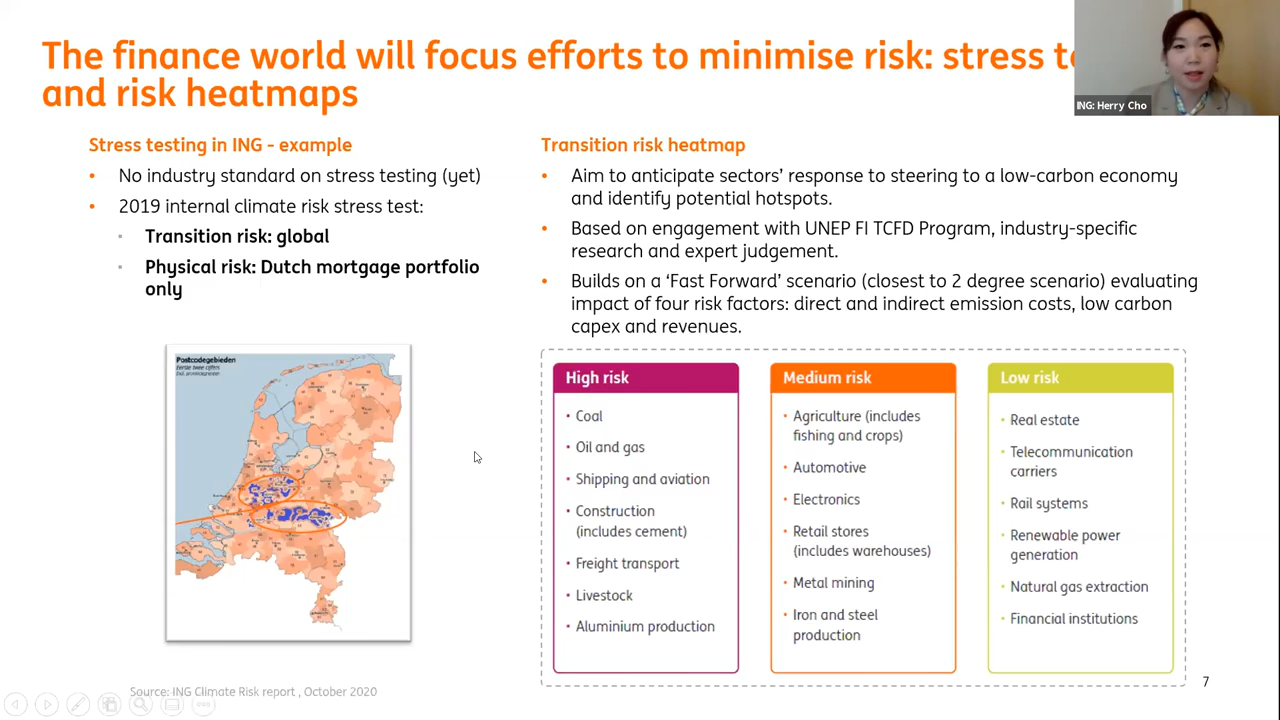 The finance world will focus efforts to minimise risk: stress
and risk heatmaps
ING: Herry Cho
Stress testing in ING - example
• No industry standard on stress testing (yet)
• 2019 internal climate risk stress test:
Transition risk: global
Physical risk: Dutch mortgage portfolio
only
Postcodegebieden
Transition risk heatmap
• Aim to anticipate sectors' response to steering to a low-carbon economy
and identify potential hotspots.
• Based on engagement with UNEP FI TCFD Program, industry-specific
research and expert judgement.
• Builds on a ‘Fast Forward’ scenario (closest to 2 degree scenario) evaluating
impact of four risk factors: direct and indirect emission costs, low carbon
capex and revenues.
High risk
• Coal
• Oil and gas
• Shipping and aviation
• Construction
(includes cement)
• Freight transport
• Livestock
• Aluminium production
Medium risk
• Agriculture (includes
fishing and crops)
• Automotive
• Electronics
• Retail stores
(includes warehouses)
• Metal mining
• Iron and steel
production
Low risk
• Real estate
• Telecommunication
carriers
• Rail systems
• Renewable power
generation
• Natural gas extraction
• Financial institutions
Source: ING Climate Risk report , October 2020
7